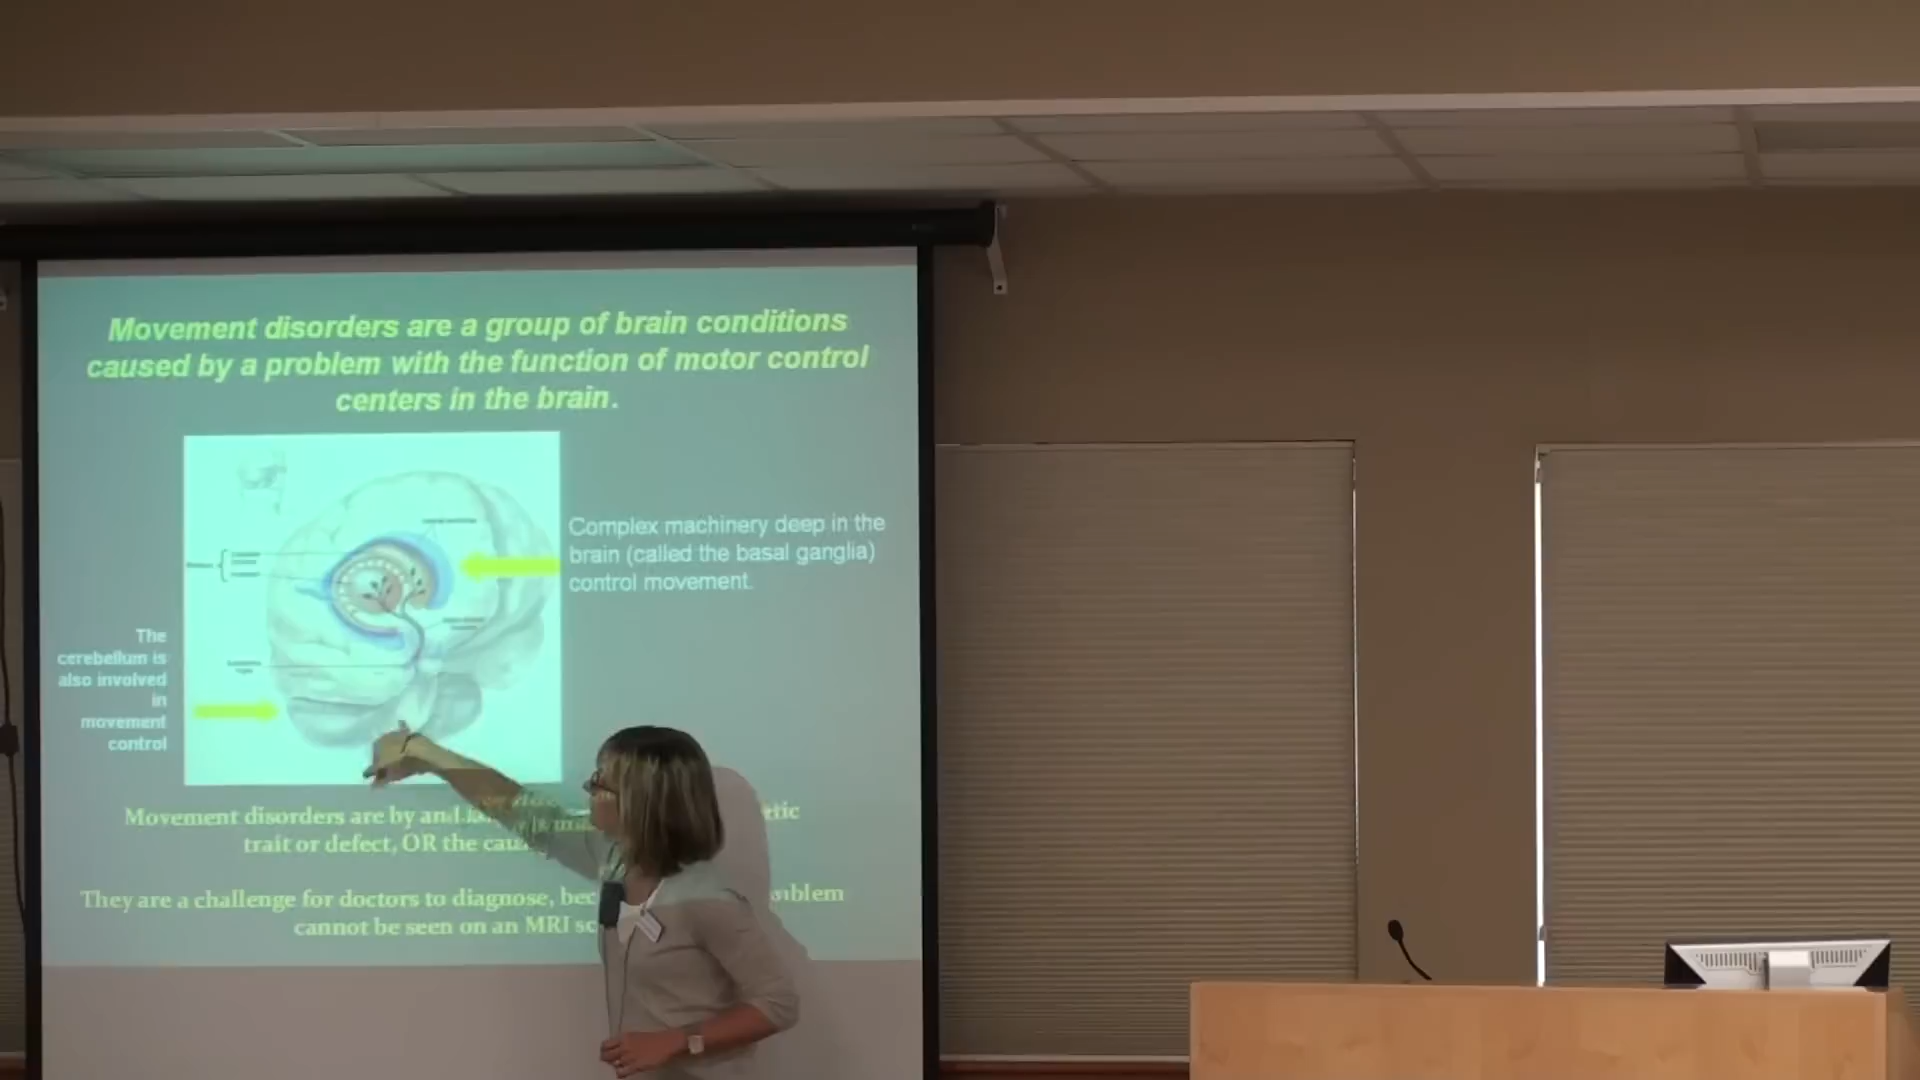 Movement disorders are a group of brain conditions
caused by a problem with the function of motor control
centers in the brain.
Complex machinery deep in the
brain (called the basal ganglia)
control movement.
The
cerebellum is
also involved
in
movement
control
Movement disorders are by and
trait or defect, OR the
They are a challenge for doctors to diagnose,
cannot be seen on an MRI